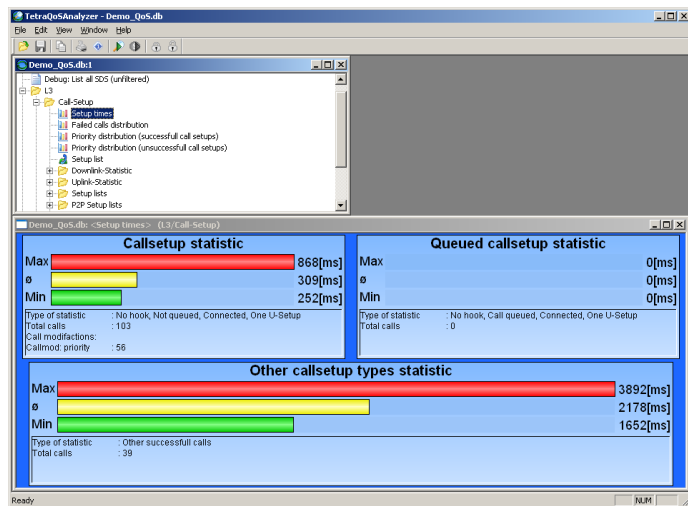 TetraQoSAnalyzer - Demo_QoS.db
File Edit View Window Help
Demo_QoS.db:1
Debug: List all SDS (unfiltered)
L3
Call-Setup
Setup times
Failed calls distribution
Priority distribution (successfull call setups)
Priority distribution (unsuccessfull call setups)
Setup list
Downlink-Statistic
Uplink-Statistic
Setup lists
P2P Setup lists
Demo_QoS.db: <Setup times> (L3/Call-Setup)
Callsetup statistic
Max 868[ms]
ø 309[ms]
Min 252[ms]
Type of statistic : No hook, Not queued, Connected, One U-Setup
Total calls : 103
Call modifactions:
Callmod: priority : 56
Queued callsetup statistic
Max 0[ms]
ø 0[ms]
Min 0[ms]
Type of statistic : No hook, Call queued, Connected, One U-Setup
Total calls : 0
Other callsetup types statistic
Max 3892[ms]
ø 2178[ms]
Min 1652[ms]
Type of statistic : Other successfull calls
Total calls : 39
Ready NUM